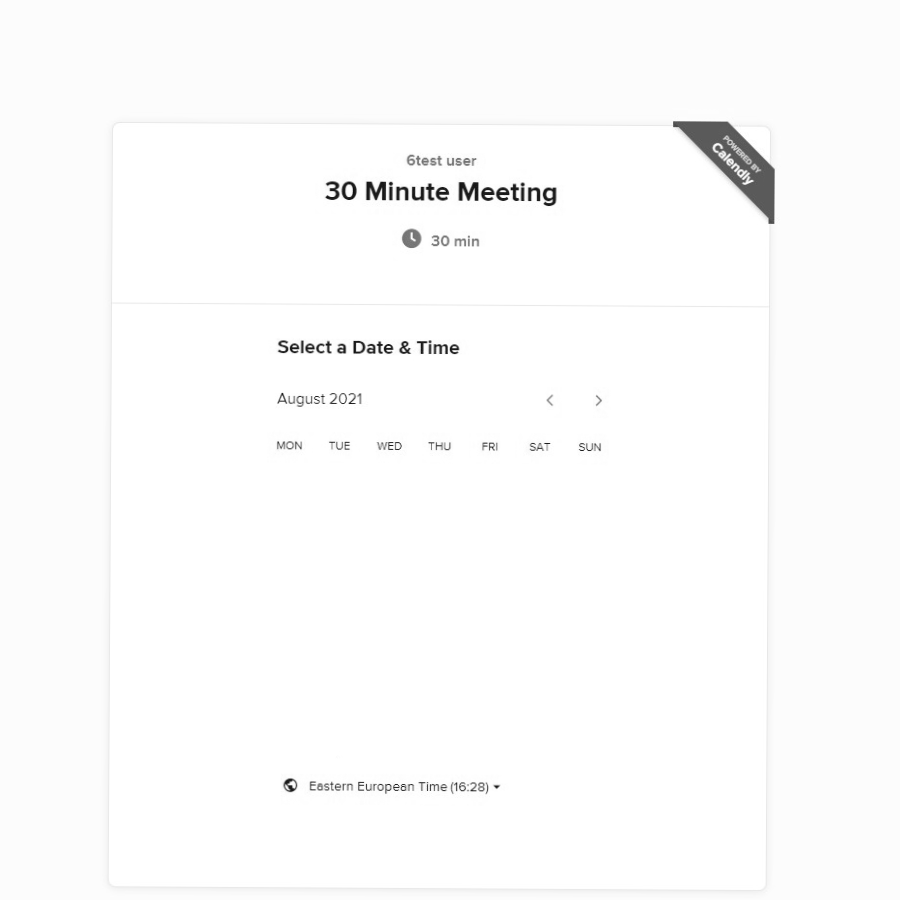 POWERED BY
Calendly
6test user
30 Minute Meeting
30 min
Select a Date & Time
August 2021
MON TUE WED THU FRI SAT SUN
Eastern European Time (16:28)